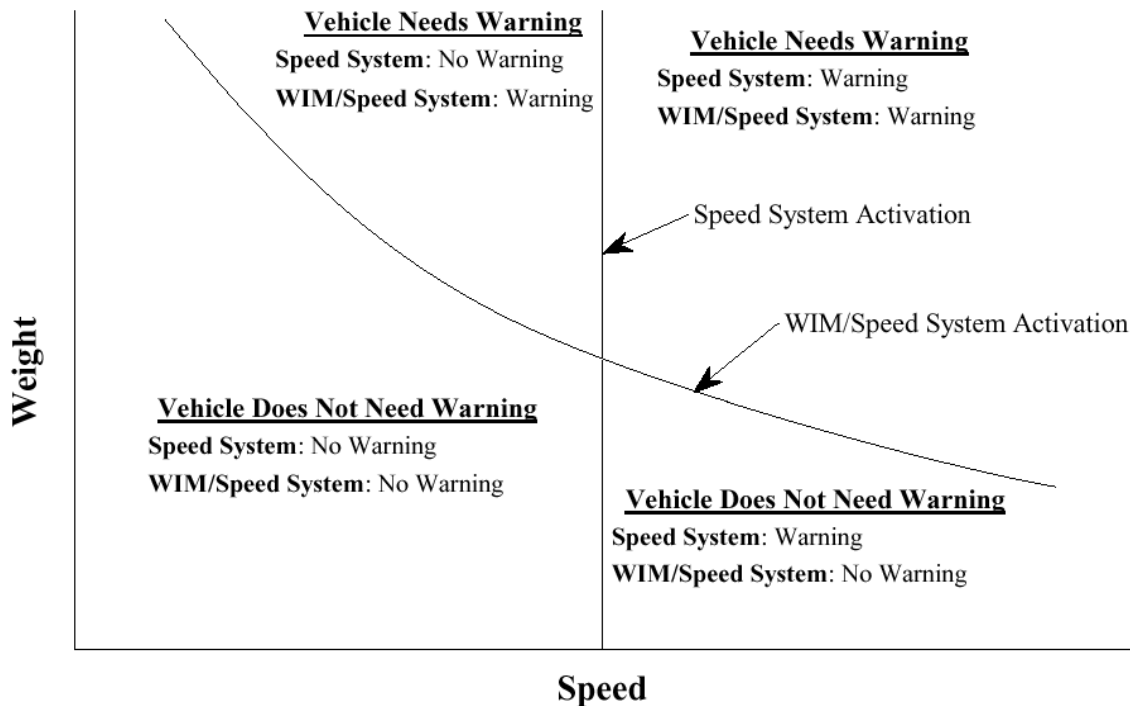 Vehicle Needs Warning
Speed System: No Warning
WIM/Speed System: Warning
Vehicle Needs Warning
Speed System: Warning
WIM/Speed System: Warning
Speed System Activation
WIM/Speed System Activation
Weight
Vehicle Does Not Need Warning
Speed System: No Warning
WIM/Speed System: No Warning
Vehicle Does Not Need Warning
Speed System: Warning
WIM/Speed System: No Warning
Speed